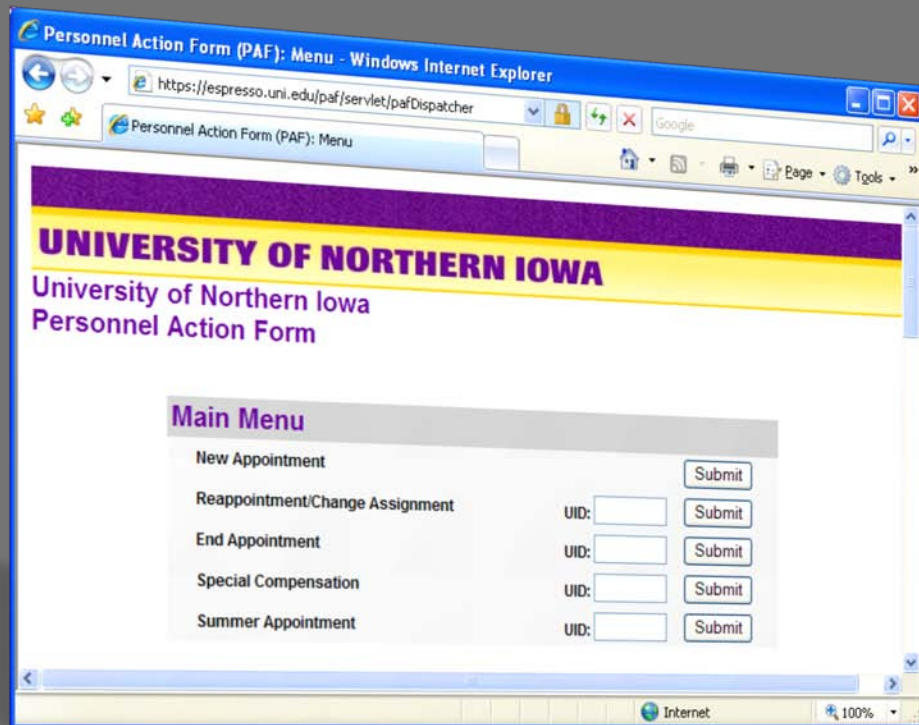 Personnel Action Form (PAF): Menu - Windows Internet Explorer
https://espresso.uni.edu/paf/servlet/pafDispatcher
Google
Personnel Action Form (PAF): Menu
Page
Tools
UNIVERSITY OF NORTHERN IOWA
University of Northern Iowa
Personnel Action Form
Main Menu
New Appointment Submit
Reappointment/Change Assignment UID: Submit
End Appointment UID: Submit
Special Compensation UID: Submit
Summer Appointment UID: Submit
Internet 100%